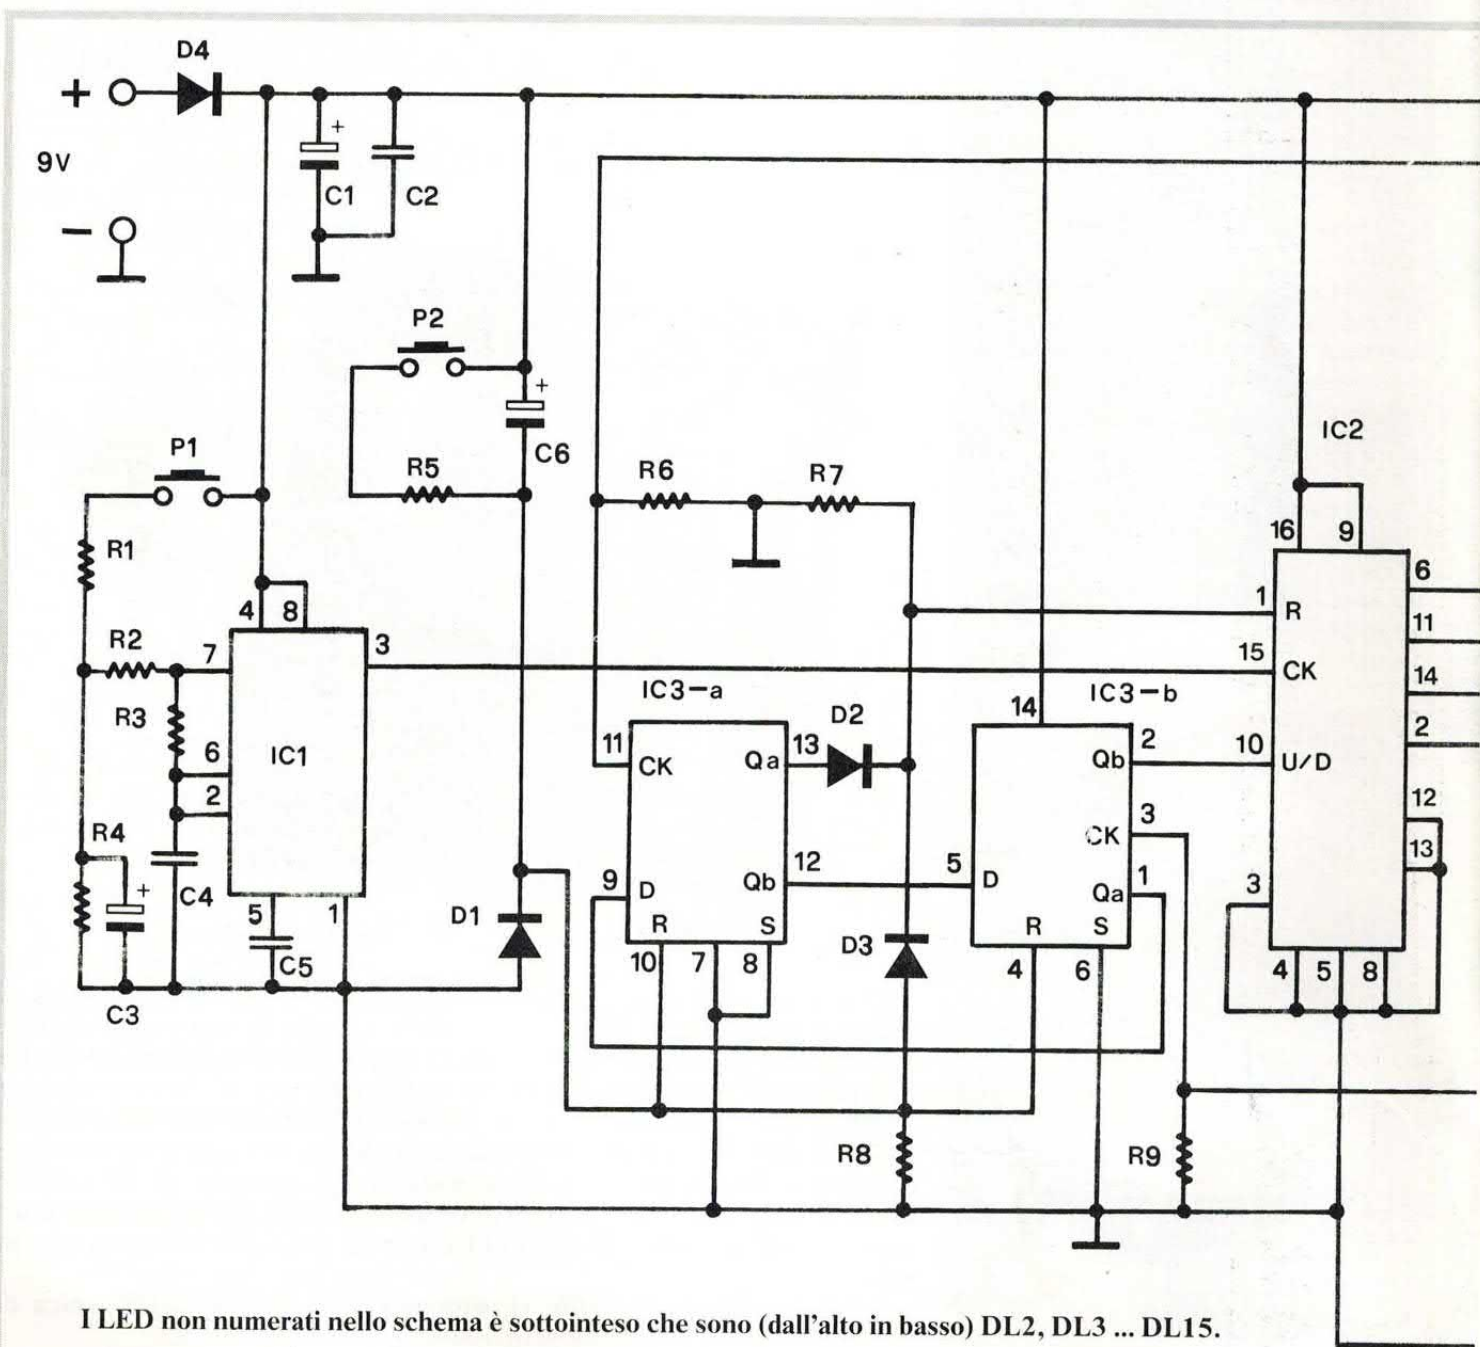 D4
+
9V
+
C1
C2
−
P2
+
C6
P1
R5
R6
R7
IC2
R1
16
9
4
8
6
1
R
R2
7
3
11
15
CK
R3
IC3-a
IC3-b
14
14
D2
2
6
IC1
11
CK
Qa
13
Qb
2
10
U/D
2
R4
CK
3
12
+
C4
9
D
Qb
12
5
D
Qa
1
13
3
5
1
D1
R
S
D3
R
S
C5
10
7
8
4
6
4
5
8
C3
R8
R9
I LED non numerati nello schema è sottointeso che sono (dall'alto in basso) DL2, DL3 ... DL15.